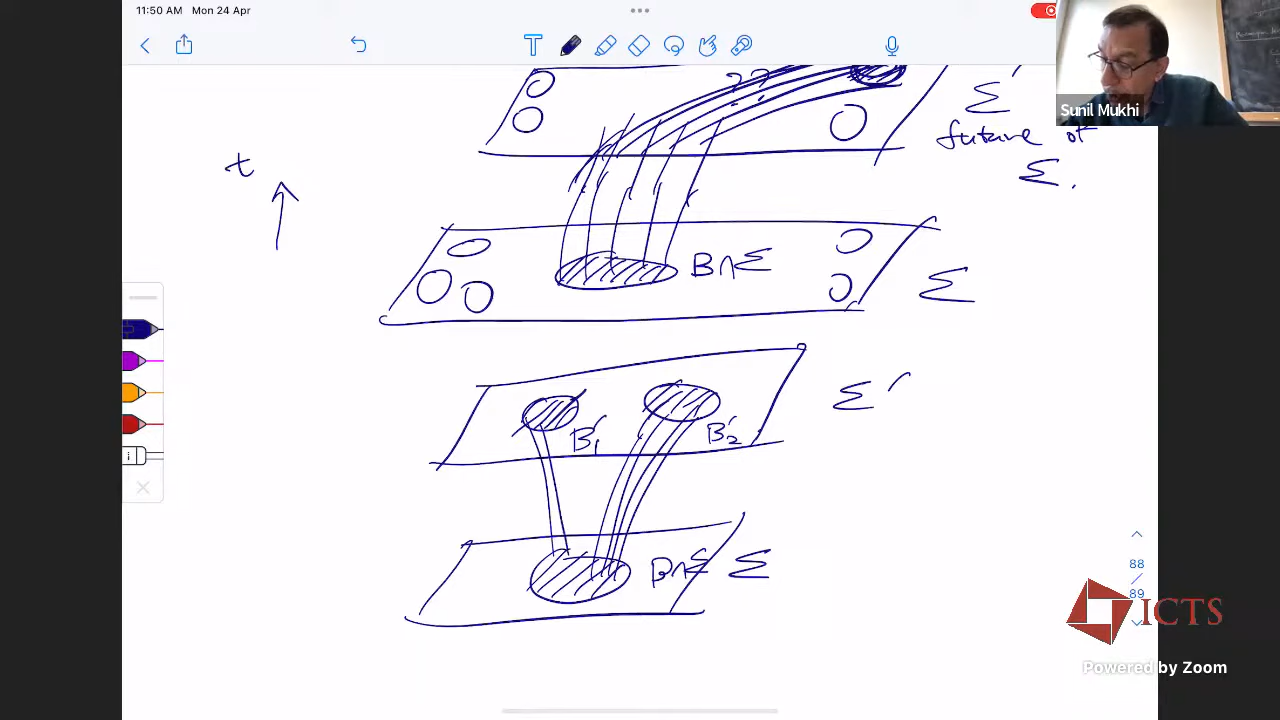 11:50 AM Mon 24 Apr
Sunil Mukhi
??
Σ'
future of
Σ.
t
B∩Σ
Σ
Σ'
B'₁
B'₂
B∩Σ
Σ
T
i
88
/
89
ICTS
Powered by Zoom